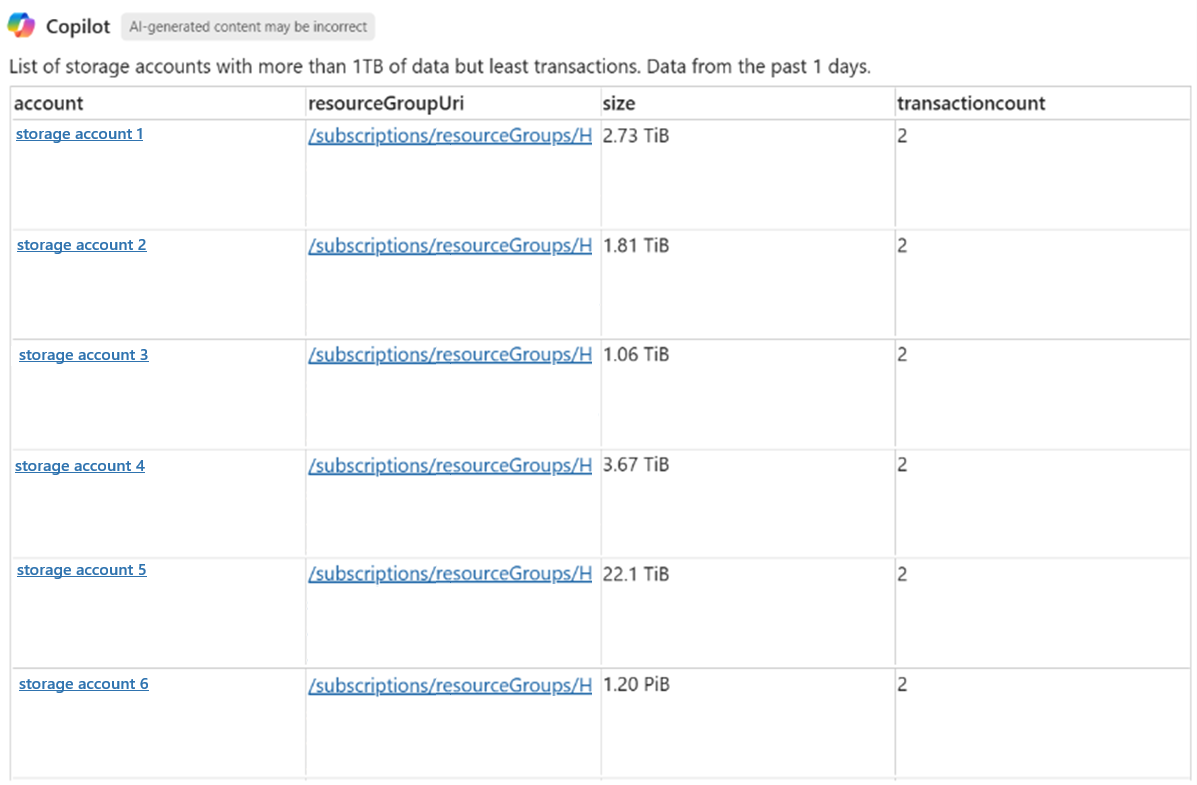 Copilot AI-generated content may be incorrect
List of storage accounts with more than 1TB of data but least transactions. Data from the past 1 days.
account resourceGroupUri size transactioncount
storage account 1 /subscriptions/resourceGroups/H 2.73 TiB 2
storage account 2 /subscriptions/resourceGroups/H 1.81 TiB 2
storage account 3 /subscriptions/resourceGroups/H 1.06 TiB 2
storage account 4 /subscriptions/resourceGroups/H 3.67 TiB 2
storage account 5 /subscriptions/resourceGroups/H 22.1 TiB 2
storage account 6 /subscriptions/resourceGroups/H 1.20 PiB 2